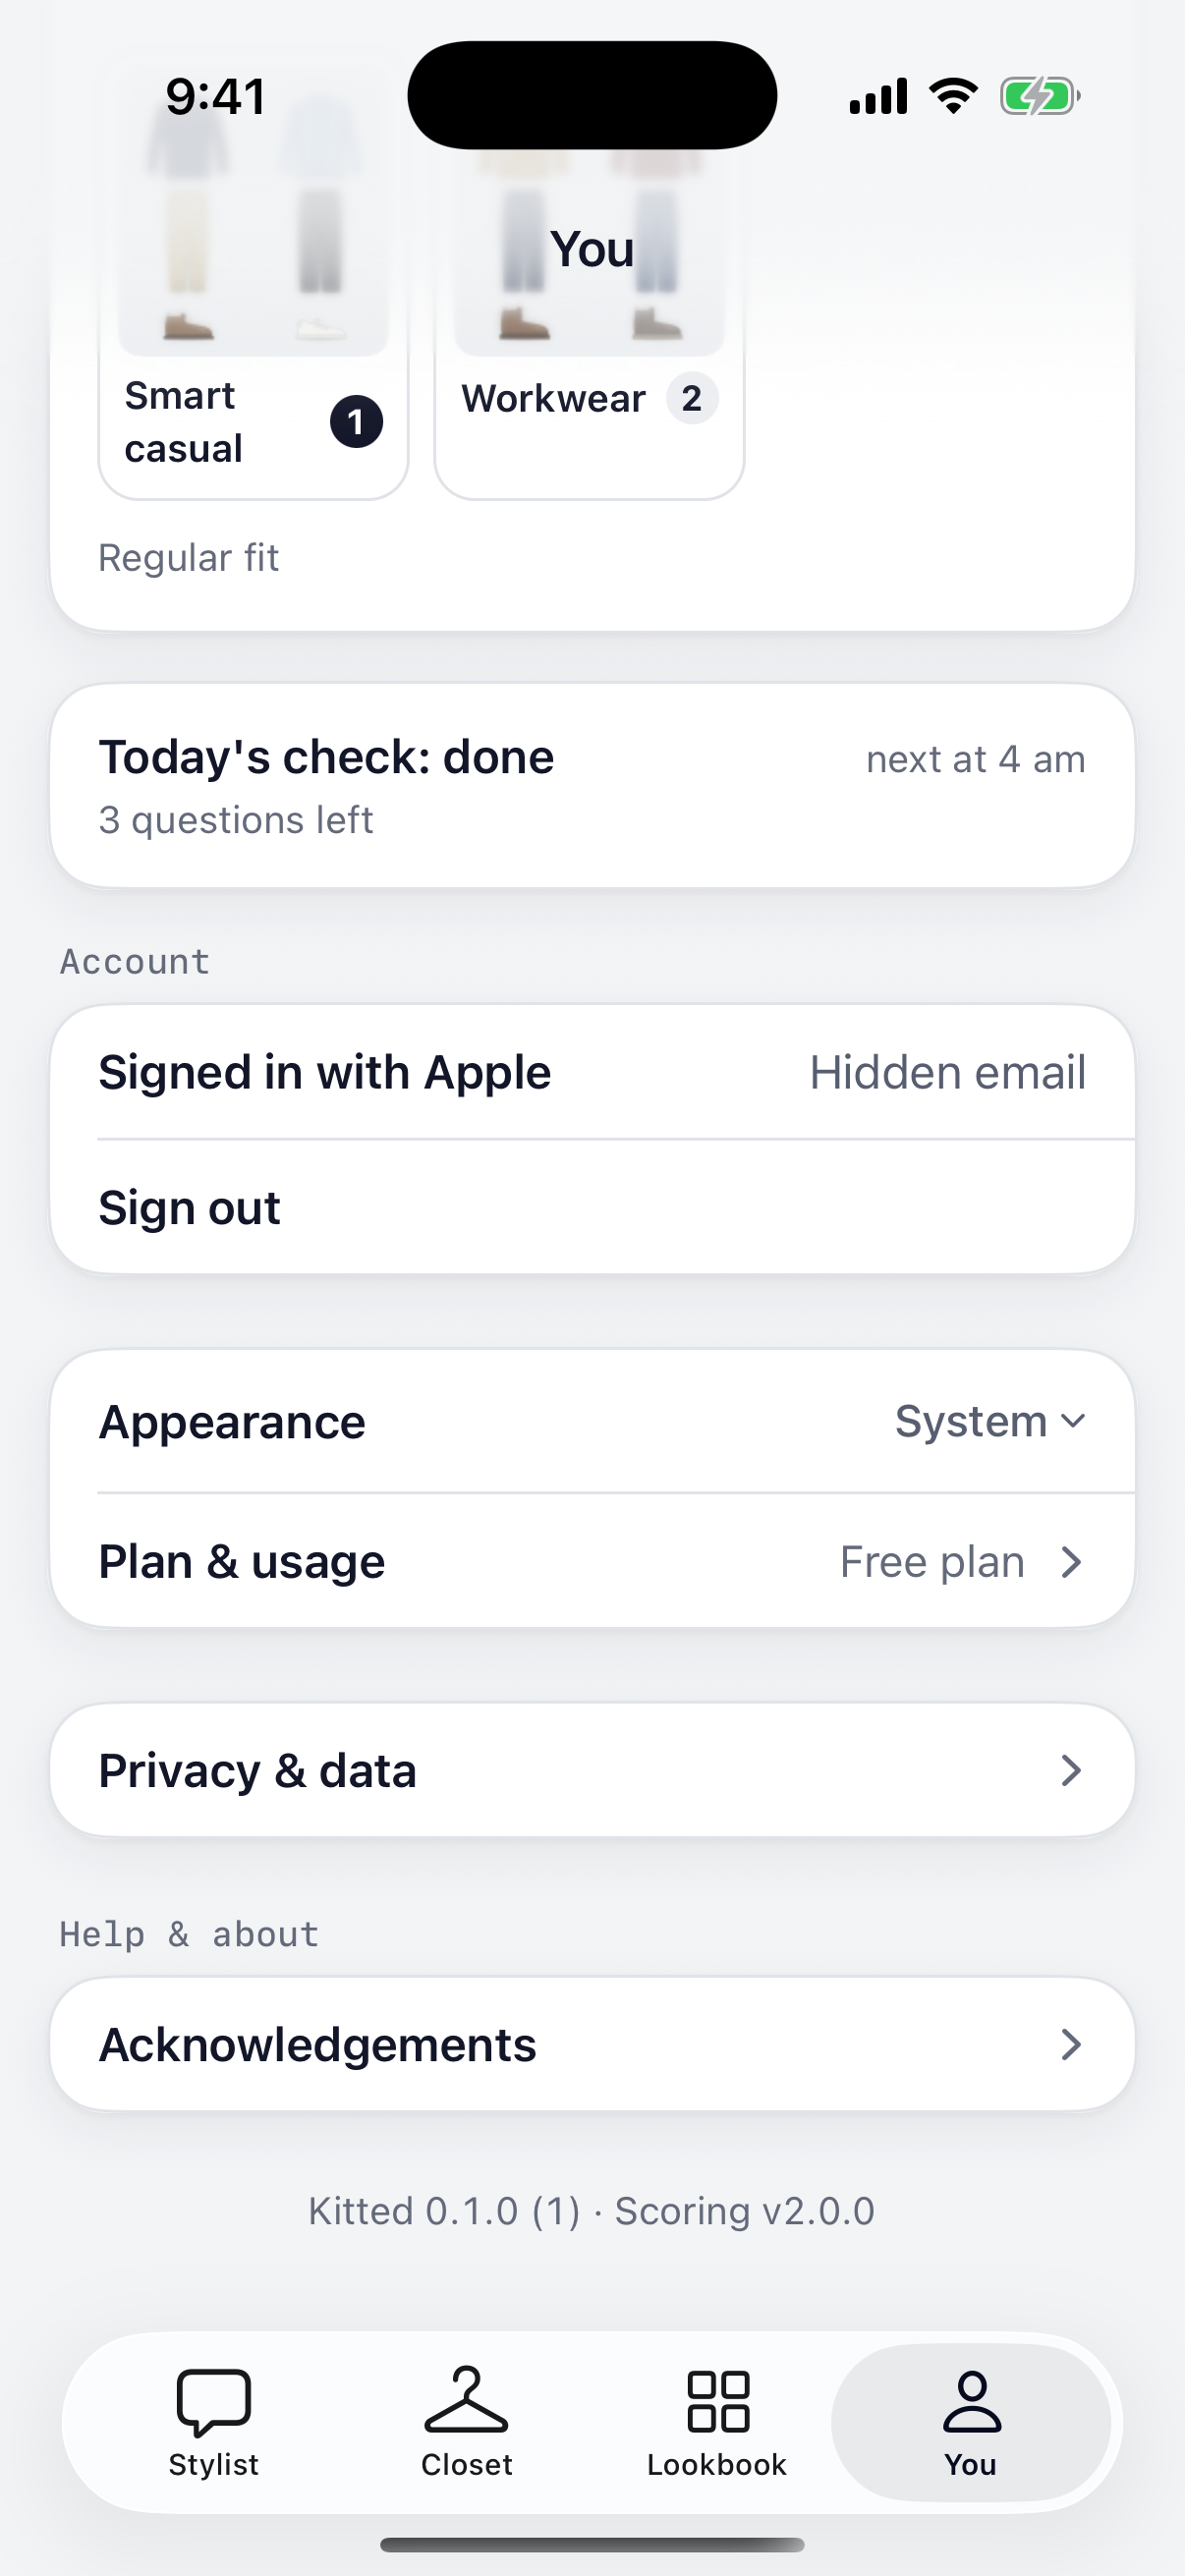 9:41
You
Smart
casual
1
Workwear
2
Regular fit
Today's check: done
next at 4 am
3 questions left
Account
Signed in with Apple
Hidden email
Sign out
Appearance
System
Plan & usage
Free plan
Privacy & data
Help & about
Acknowledgements
Kitted 0.1.0 (1) · Scoring v2.0.0
Stylist
Closet
Lookbook
You